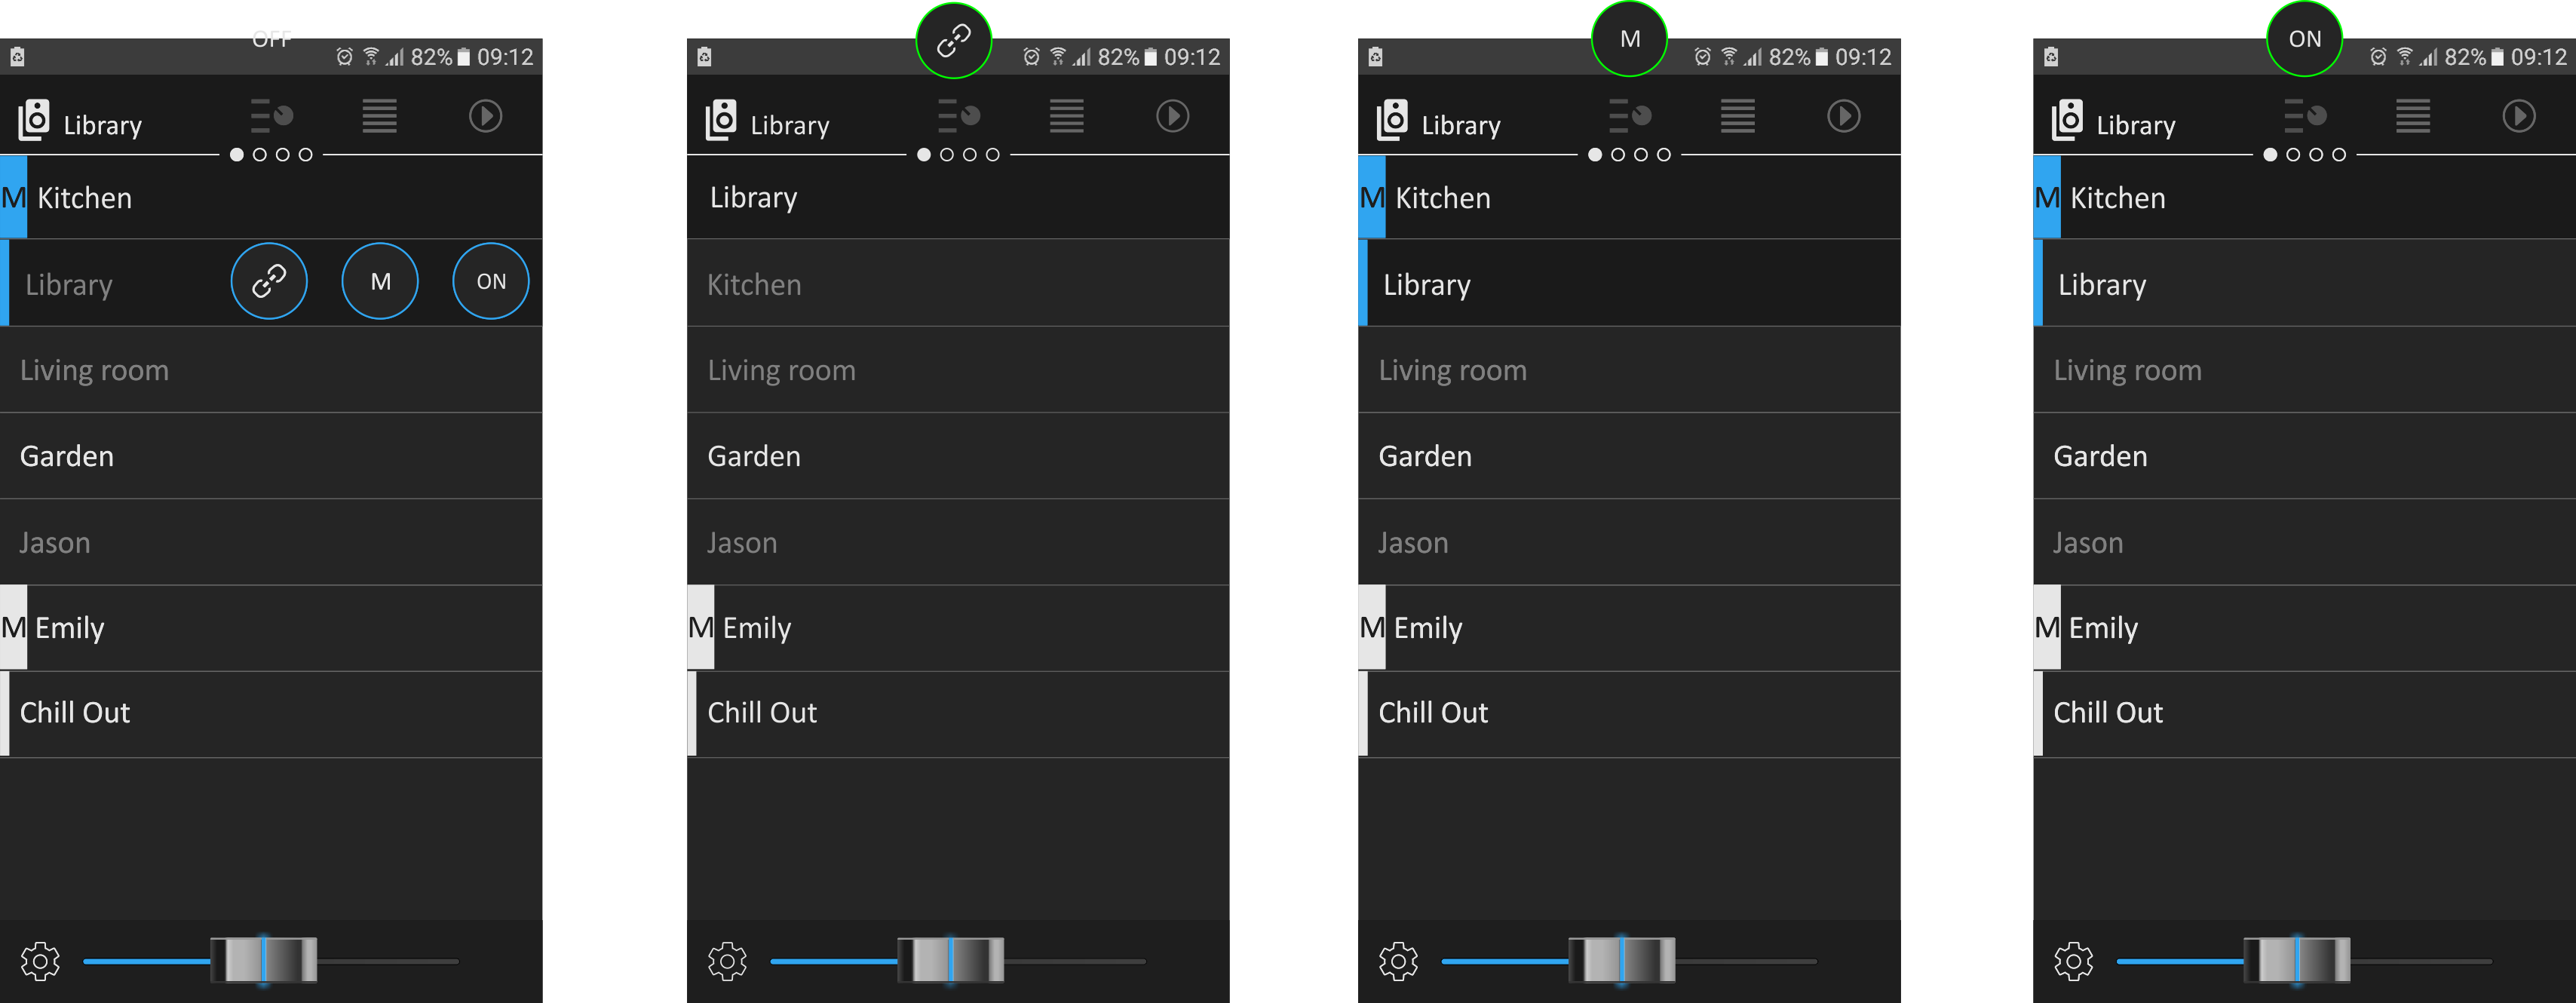 OFF
82% 09:12
Library
M Kitchen
Library M ON
Living room
Garden
Jason
M Emily
Chill Out
82% 09:12
Library
Library
Kitchen
Living room
Garden
Jason
M Emily
Chill Out
M
82% 09:12
Library
M Kitchen
Library
Living room
Garden
Jason
M Emily
Chill Out
ON
82% 09:12
Library
M Kitchen
Library
Living room
Garden
Jason
M Emily
Chill Out